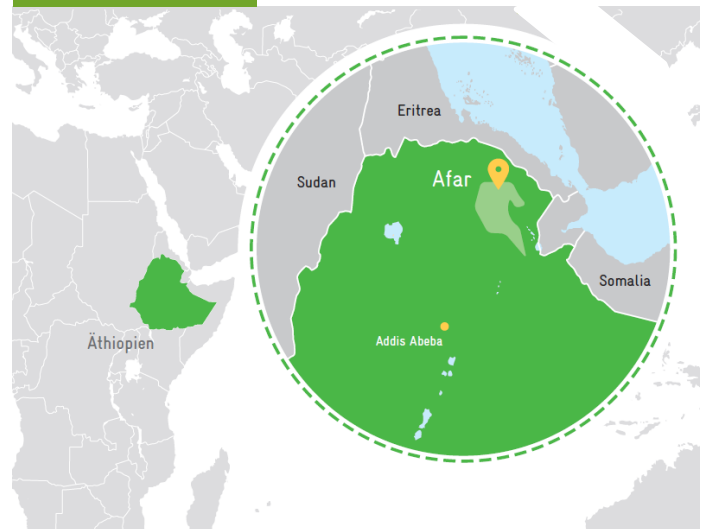 Eritrea
Sudan
Afar
Somalia
Addis Abeba
Äthiopien